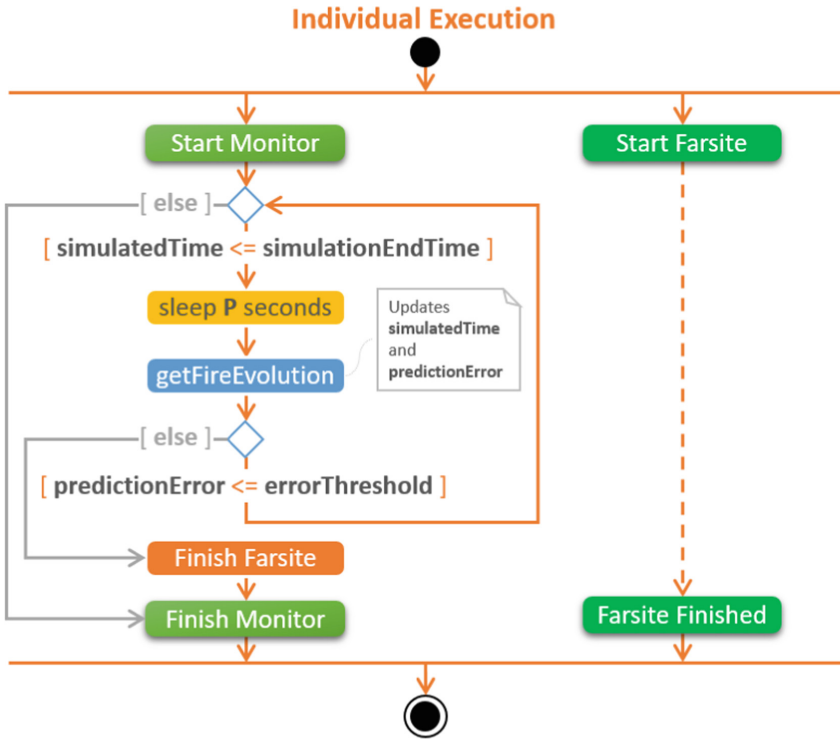 Individual Execution
Start Monitor
Start Farsite
[ else ]
[ simulatedTime <= simulationEndTime ]
sleep P seconds
Updates
simulatedTime
and
predictionError
getFireEvolution
[ else ]
[ predictionError <= errorThreshold ]
Finish Farsite
Finish Monitor
Farsite Finished